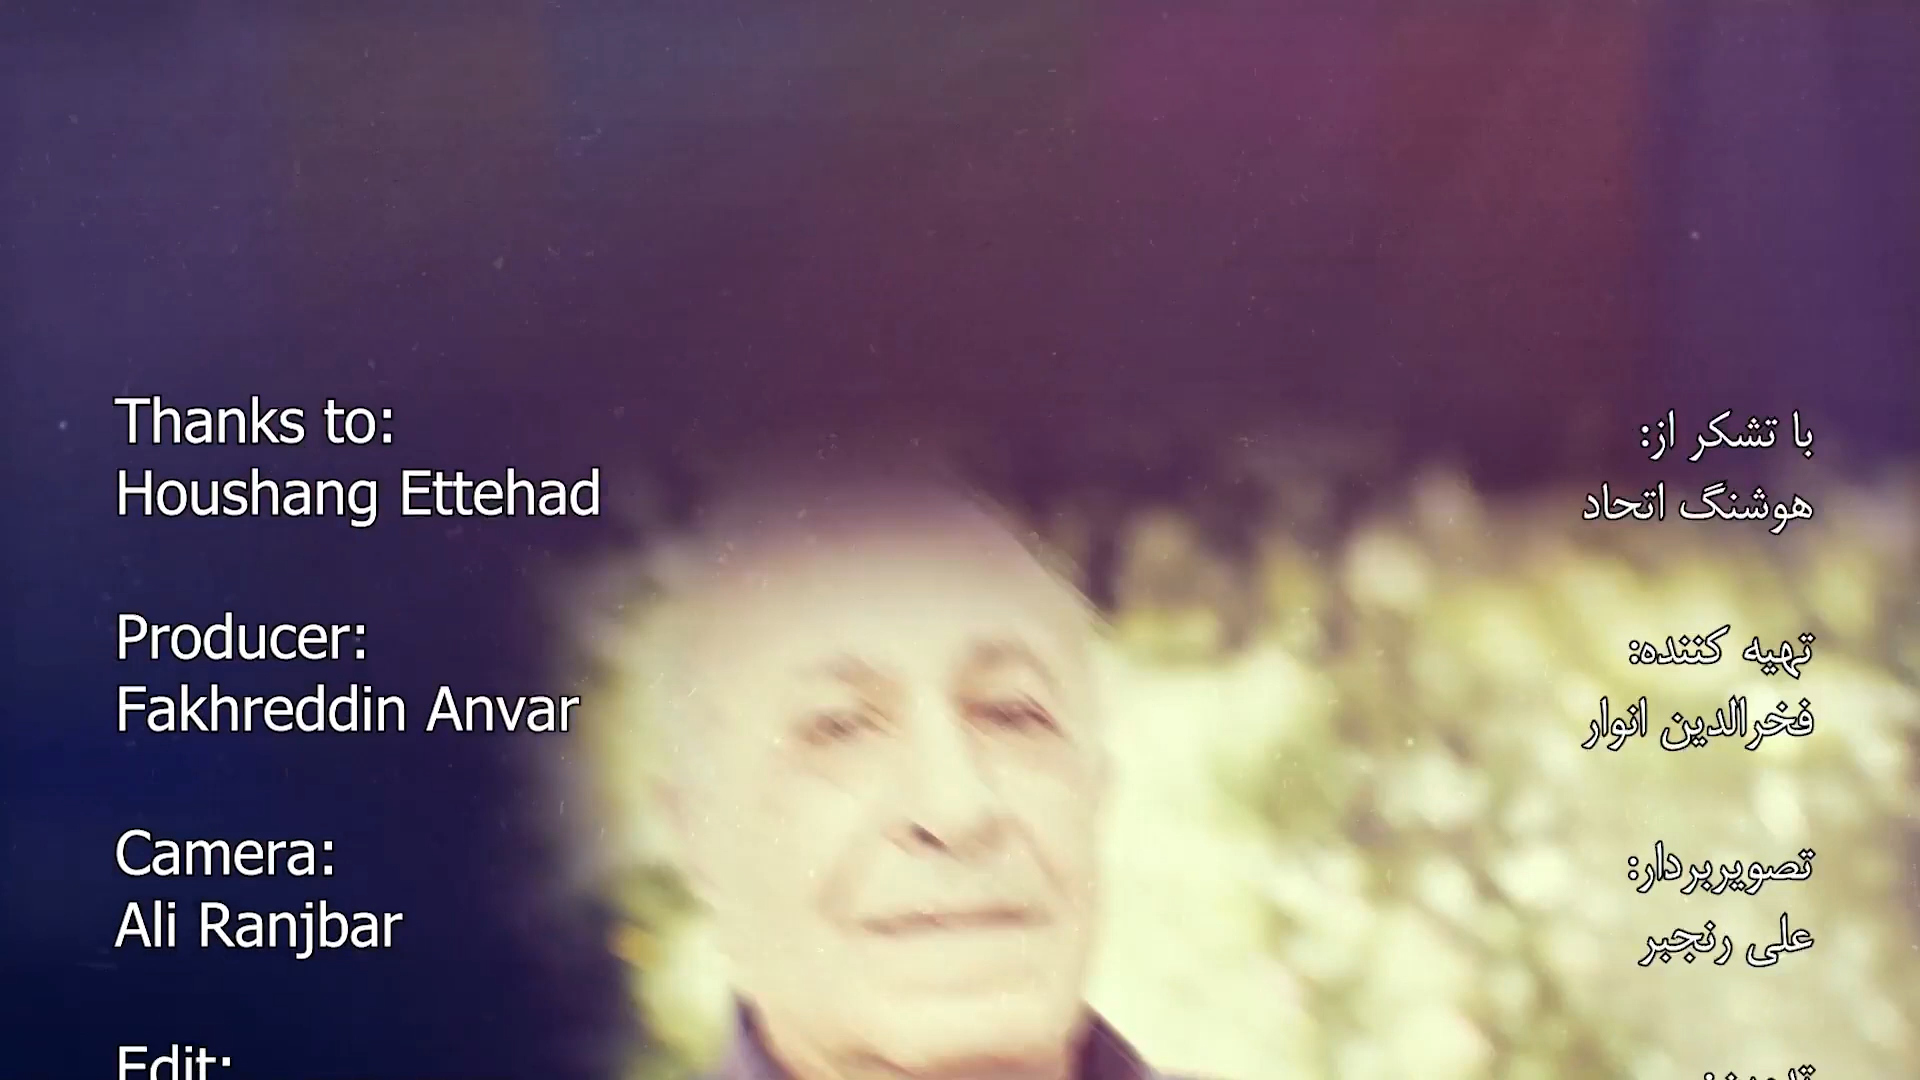 Thanks to:
Houshang Ettehad
Producer:
Fakhreddin Anvar
Camera:
Ali Ranjbar
Edit:
با تشکر از:
هوشنگ اتحاد
تهیه کننده:
فخرالدین انوار
تصویربردار:
علی رنجبر